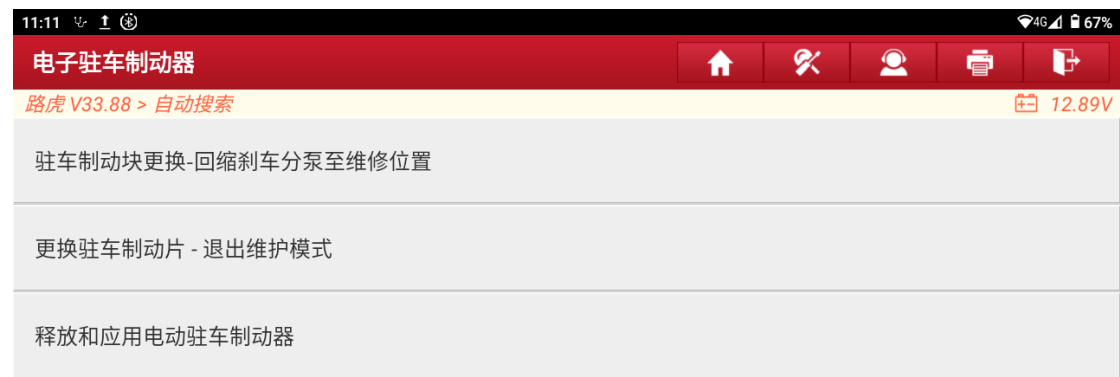 11:11 4G 67%
电子驻车制动器
路虎 V33.88 > 自动搜索 12.89V
驻车制动块更换-回缩刹车分泵至维修位置
更换驻车制动片 - 退出维护模式
释放和应用电动驻车制动器